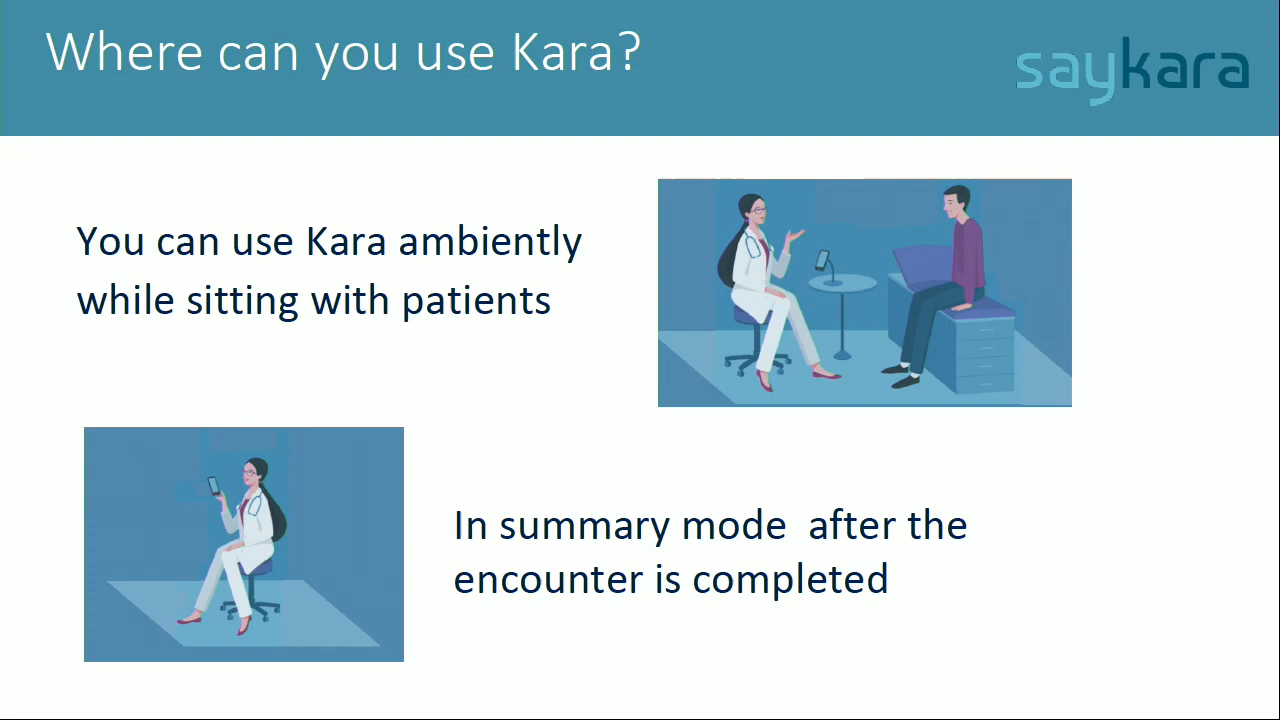 Where can you use Kara?
saykara
You can use Kara ambiently
while sitting with patients
In summary mode  after the
encounter is completed